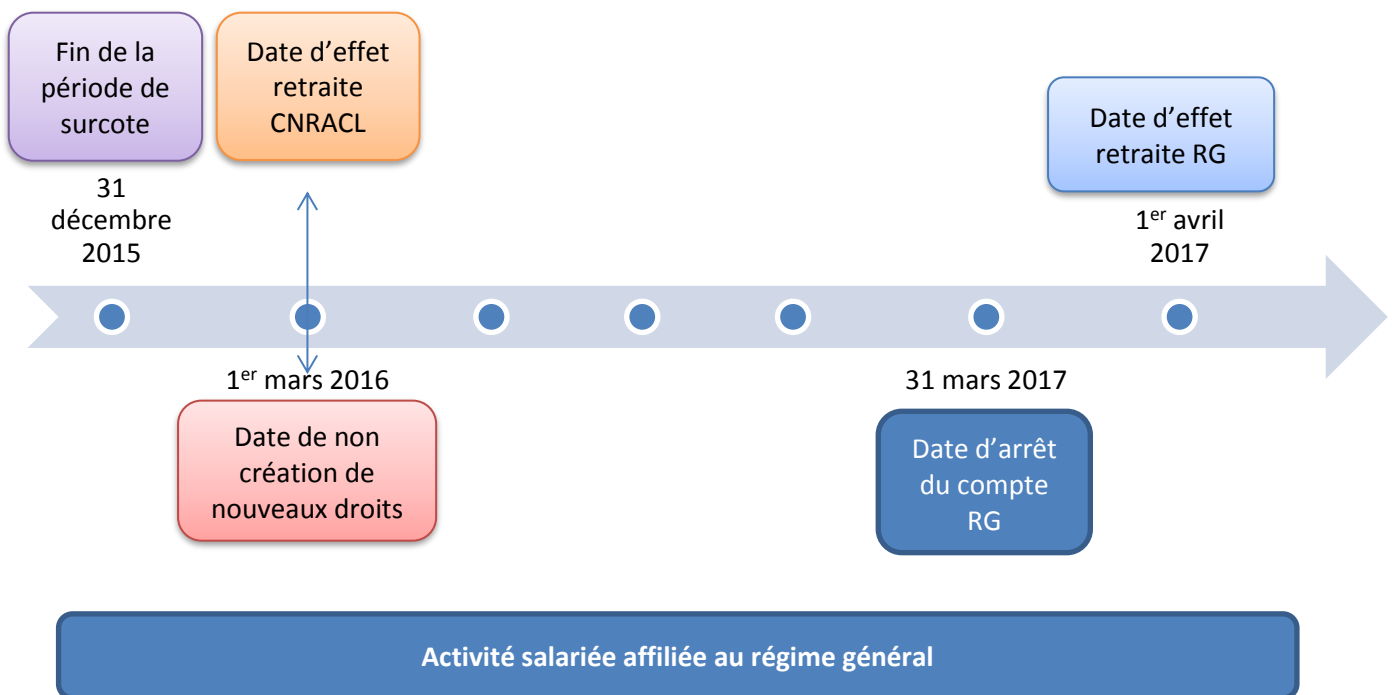 Fin de la
période de
surcote
Date d’effet
retraite
CNRACL
Date d’effet
retraite RG
31
décembre
2015
1er avril
2017
1er mars 2016
31 mars 2017
Date de non
création de
nouveaux droits
Date d’arrêt
du compte
RG
Activité salariée affiliée au régime général